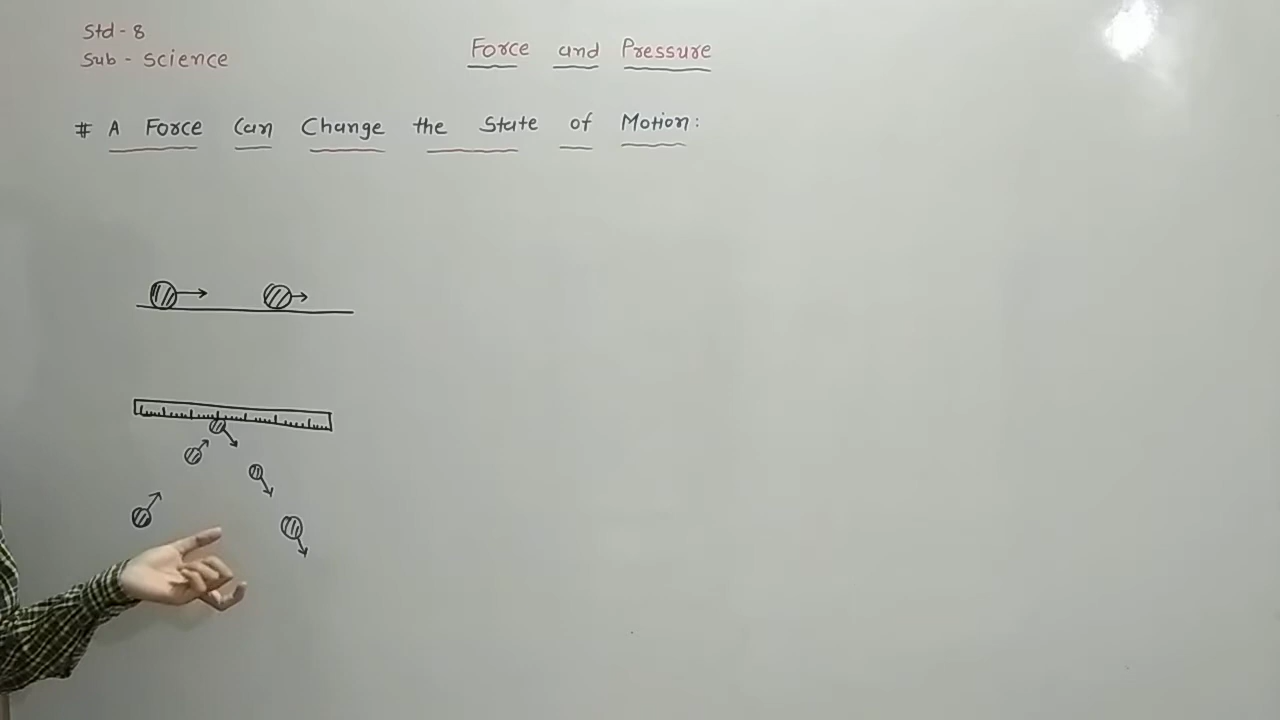 Std - 8
Sub - Science
Force and Pressure
# A Force Can Change the State of Motion: